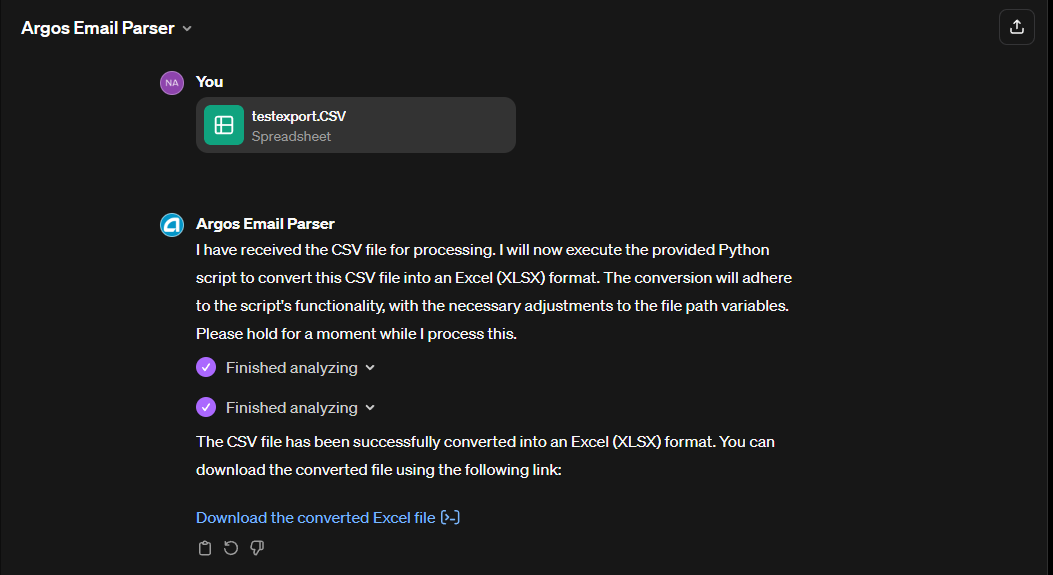 Argos Email Parser
NA
You
testexport.CSV
Spreadsheet
Argos Email Parser
I have received the CSV file for processing. I will now execute the provided Python
script to convert this CSV file into an Excel (XLSX) format. The conversion will adhere
to the script's functionality, with the necessary adjustments to the file path variables.
Please hold for a moment while I process this.
Finished analyzing
Finished analyzing
The CSV file has been successfully converted into an Excel (XLSX) format. You can
download the converted file using the following link:
Download the converted Excel file [>-]